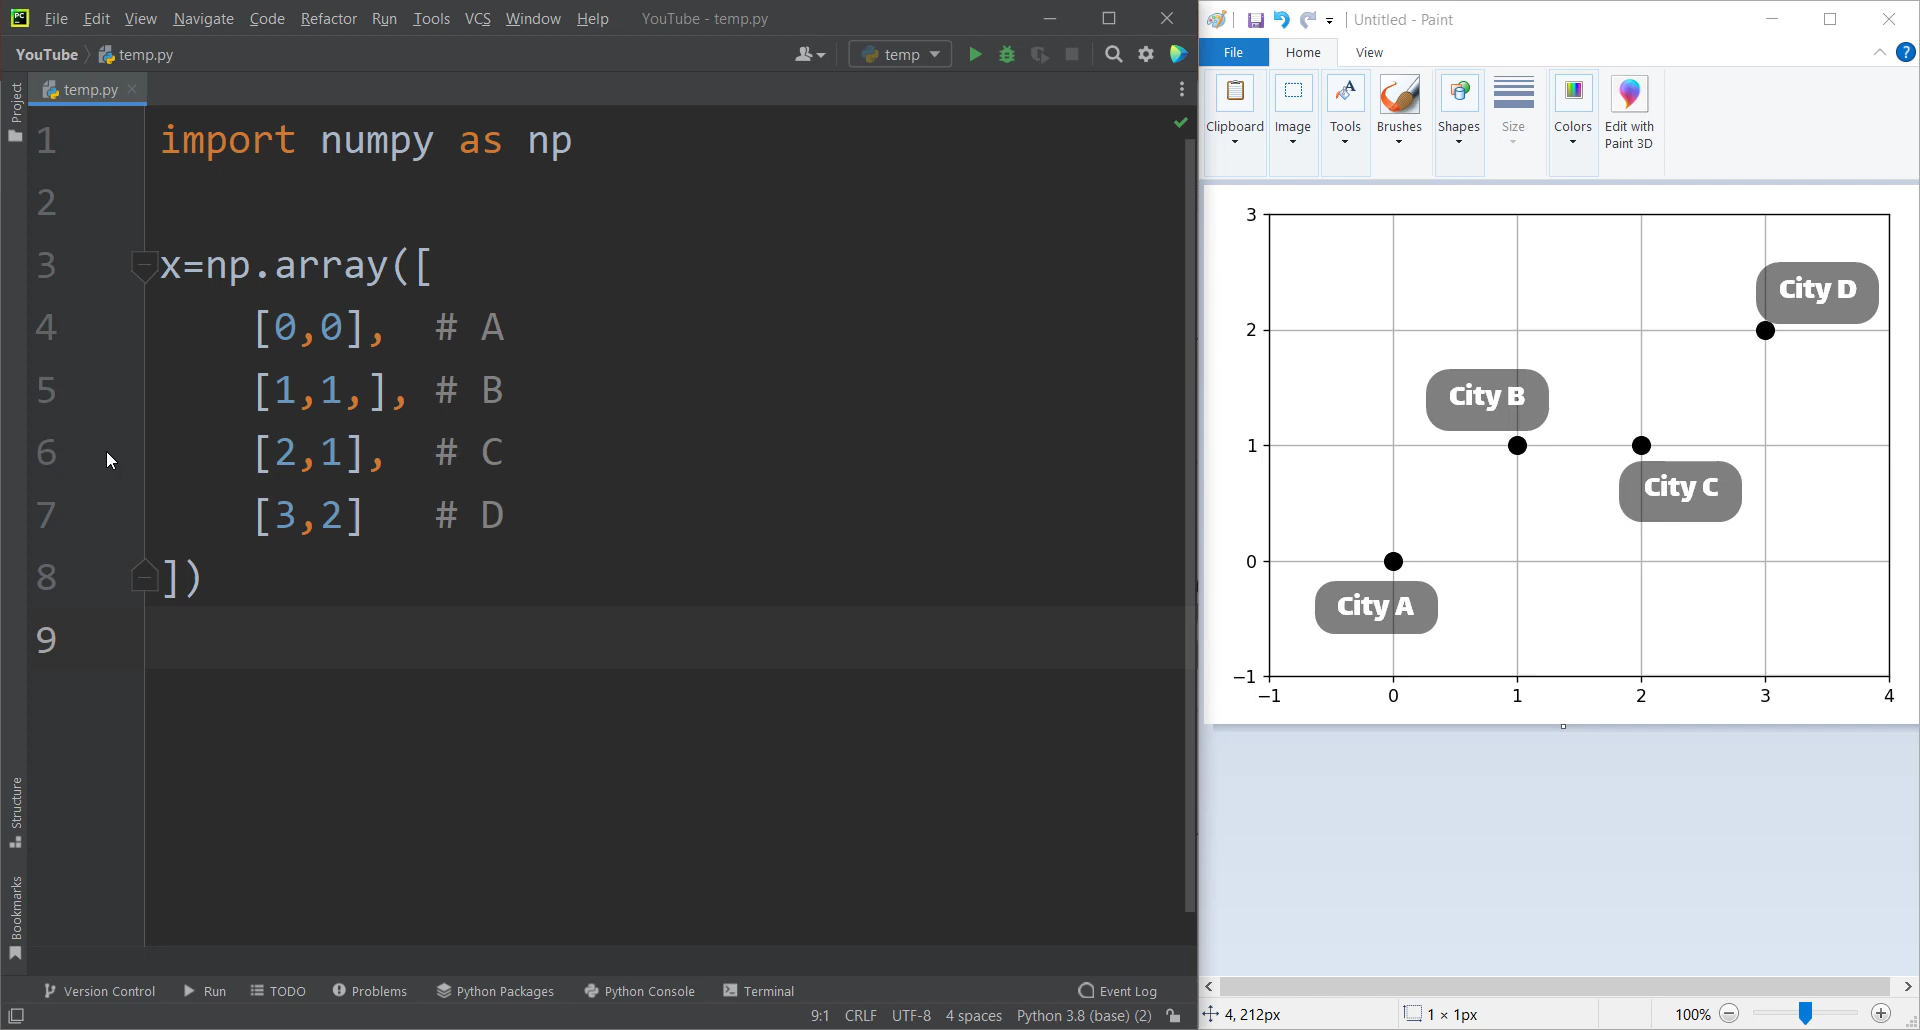 PC File Edit View Navigate Code Refactor Run Tools VCS Window Help YouTube - temp.py
YouTube temp.py temp
Project
temp.py
1 import numpy as np
2
3 x=np.array([
4 [0,0], # A
5 [1,1,], # B
6 [2,1], # C
7 [3,2] # D
8 ])
9
Structure
Bookmarks
Version Control Run TODO Problems Python Packages Python Console Terminal Event Log
9:1 CRLF UTF-8 4 spaces Python 3.8 (base) (2)
Untitled - Paint
File Home View
Clipboard Image Tools Brushes Shapes Size Colors Edit with
Paint 3D
3
City D
2
City B
1
City C
0
City A
−1
−1 0 1 2 3 4
4, 212px 1 × 1px 100%